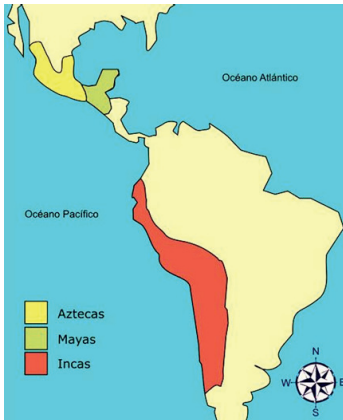 Océano Atlántico
Océano Pacífico
Aztecas
Mayas
Incas
N
W E
S